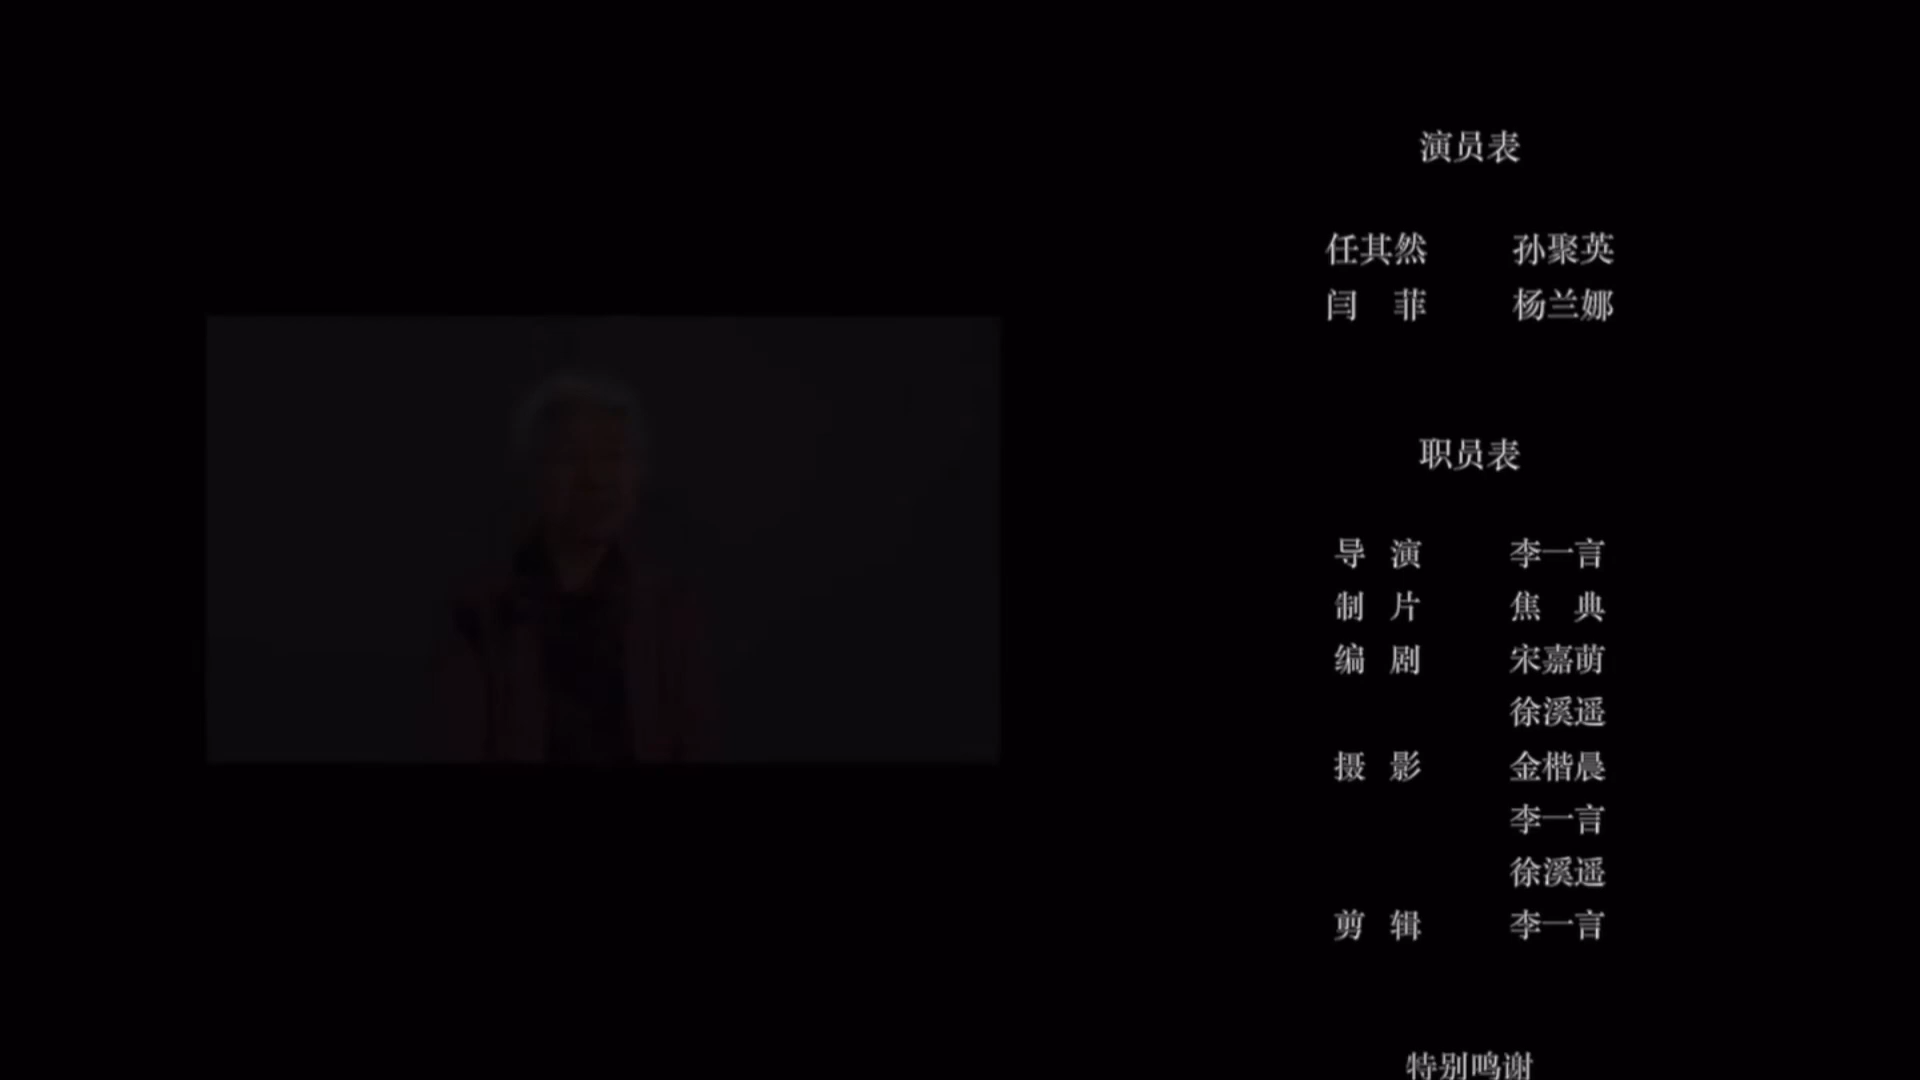 演员表
任其然 孙聚英
闫 菲 杨兰娜
职员表
导 演 李一言
制 片 焦 典
编 剧 宋嘉萌
徐溪遥
摄 影 金楷晨
李一言
徐溪遥
剪 辑 李一言
特别鸣谢